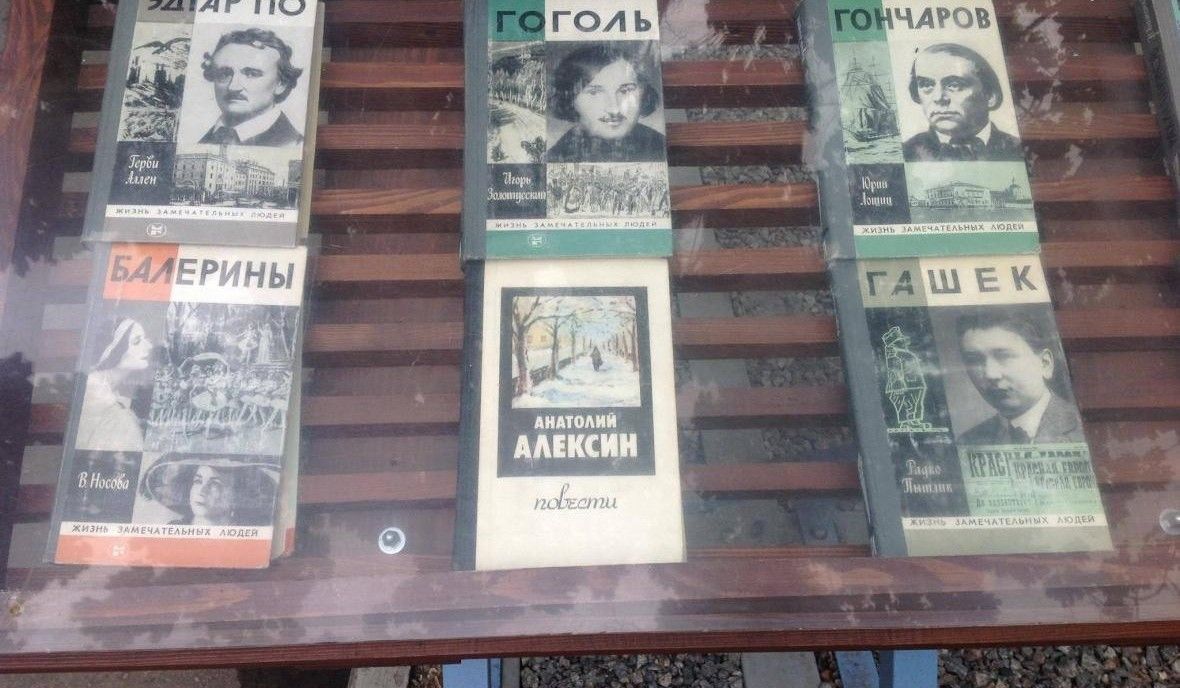 ЭДГАР ПО
Герви
Аллен
ЖИЗНЬ ЗАМЕЧАТЕЛЬНЫХ ЛЮДЕЙ
ГОГОЛЬ
Игорь
Золотусский
ЖИЗНЬ ЗАМЕЧАТЕЛЬНЫХ ЛЮДЕЙ
ГОНЧАРОВ
Юрий
Лощиц
ЖИЗНЬ ЗАМЕЧАТЕЛЬНЫХ ЛЮДЕЙ
БАЛЕРИНЫ
В. Носова
ЖИЗНЬ ЗАМЕЧАТЕЛЬНЫХ ЛЮДЕЙ
АНАТОЛИЙ
АЛЕКСИН
повести
ГАШЕК
Радко
Пытлик
ЖИЗНЬ ЗАМЕЧАТЕЛЬНЫХ ЛЮДЕЙ